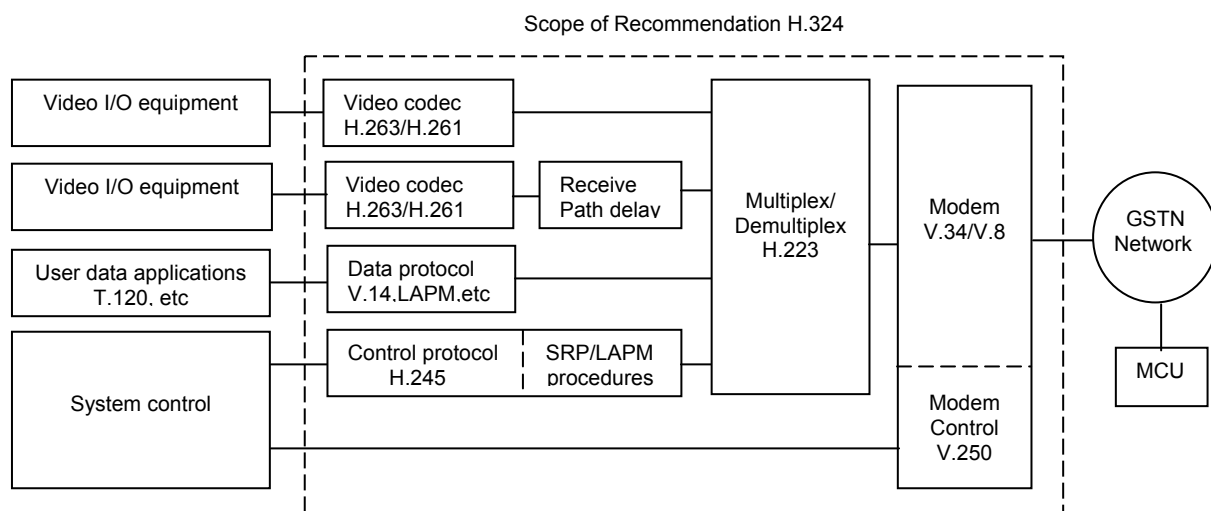 Scope of Recommendation H.324
Video I/O equipment
Video codec
H.263/H.261
Video I/O equipment
Video codec
H.263/H.261
Receive
Path delay
User data applications
T.120, etc
Data protocol
V.14,LAPM,etc
System control
Control protocol
H.245
SRP/LAPM
procedures
Multiplex/
Demultiplex
H.223
Modem
V.34/V.8
Modem
Control
V.250
GSTN
Network
MCU